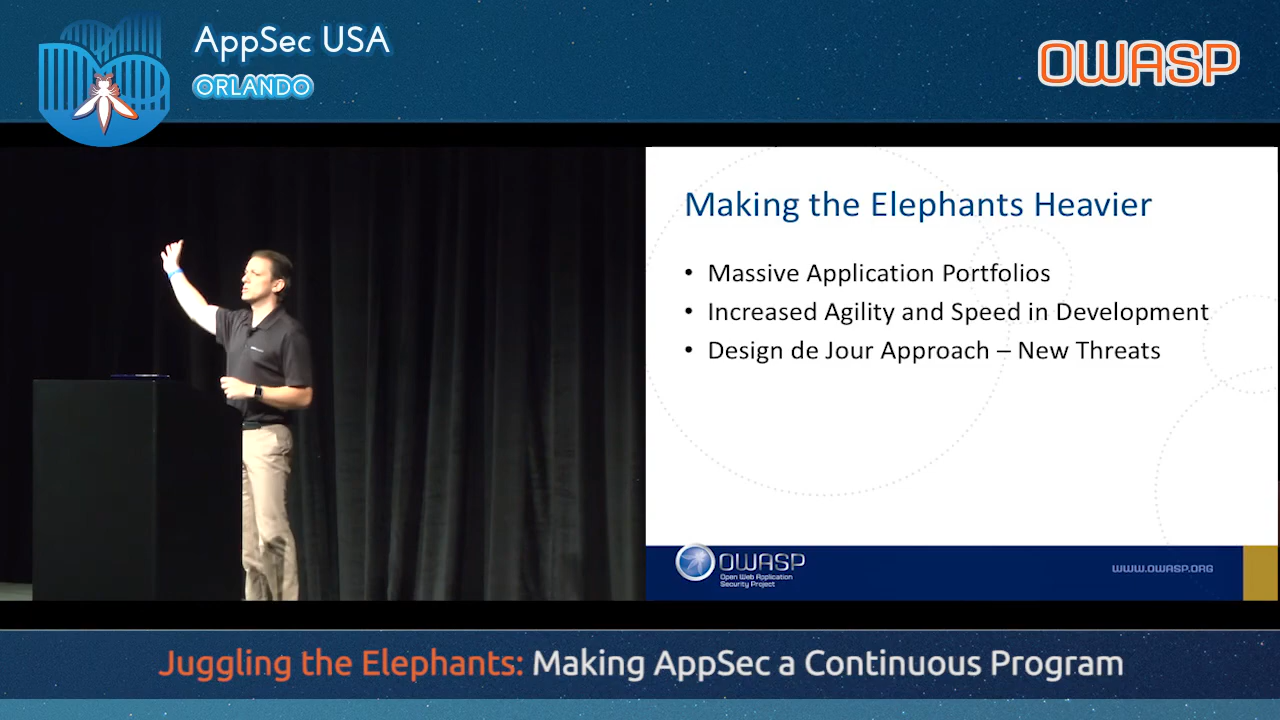 AppSec USA
ORLANDO
OWASP
Making the Elephants Heavier
• Massive Application Portfolios
• Increased Agility and Speed in Development
• Design de Jour Approach – New Threats
OWASP
Open Web Application
Security Project
WWW.OWASP.ORG
Juggling the Elephants: Making AppSec a Continuous Program